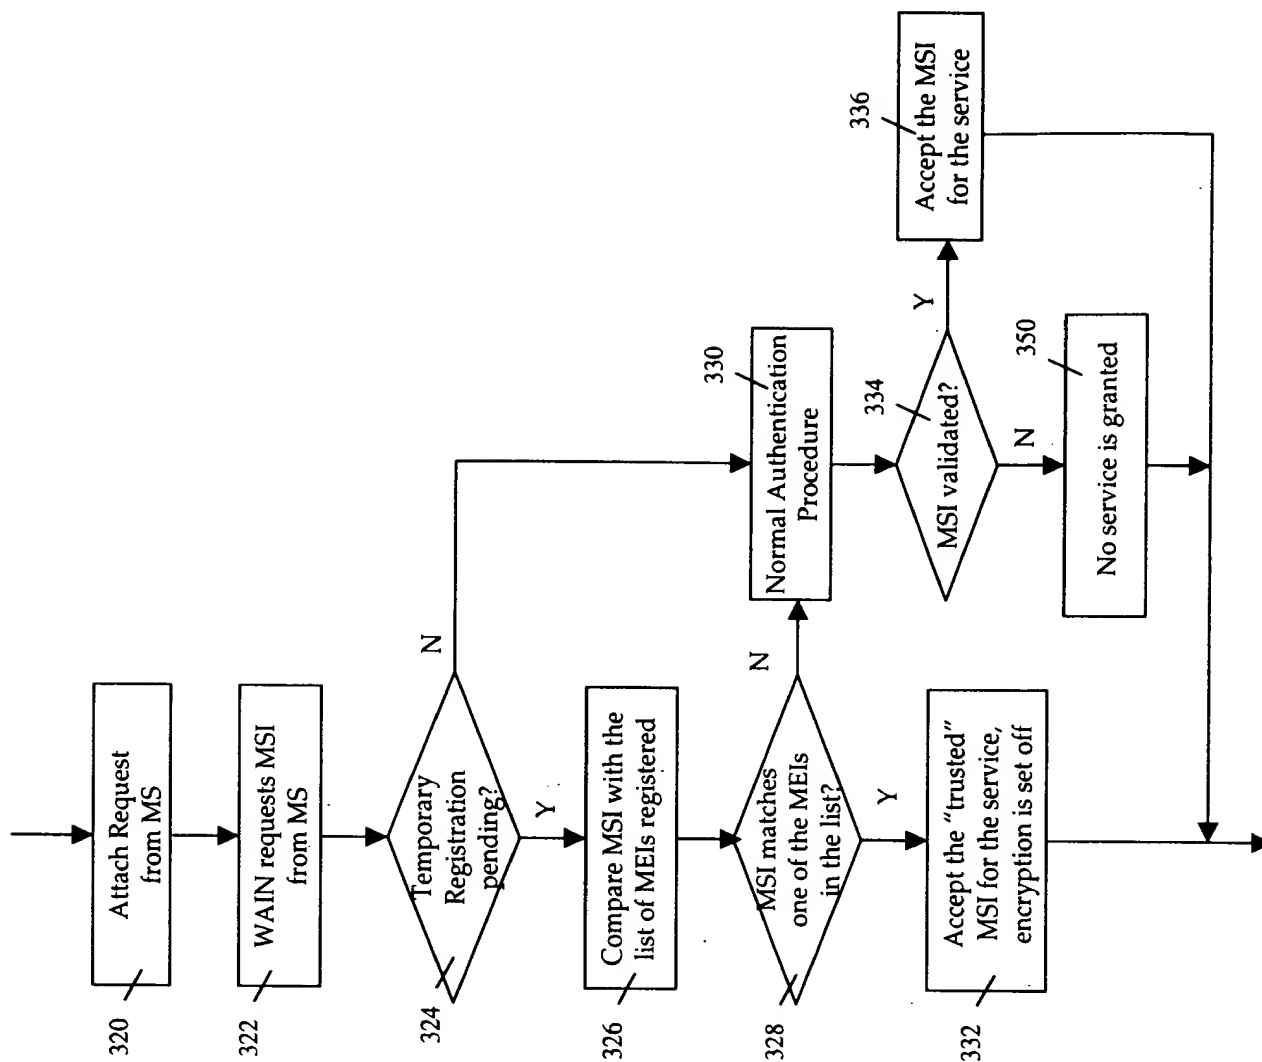 320
Attach Request
from MS
322
WAIN requests MSI
from MS
324
Temporary
Registration
pending?
N
Y
326
Compare MSI with the
list of MEIs registered
328
MSI matches
one of the MEIs
in the list?
N
Y
330
Normal Authentication
Procedure
332
Accept the "trusted"
MSI for the service,
encryption is set off
334
MSI validated?
Y
N
336
Accept the MSI
for the service
350
No service is granted